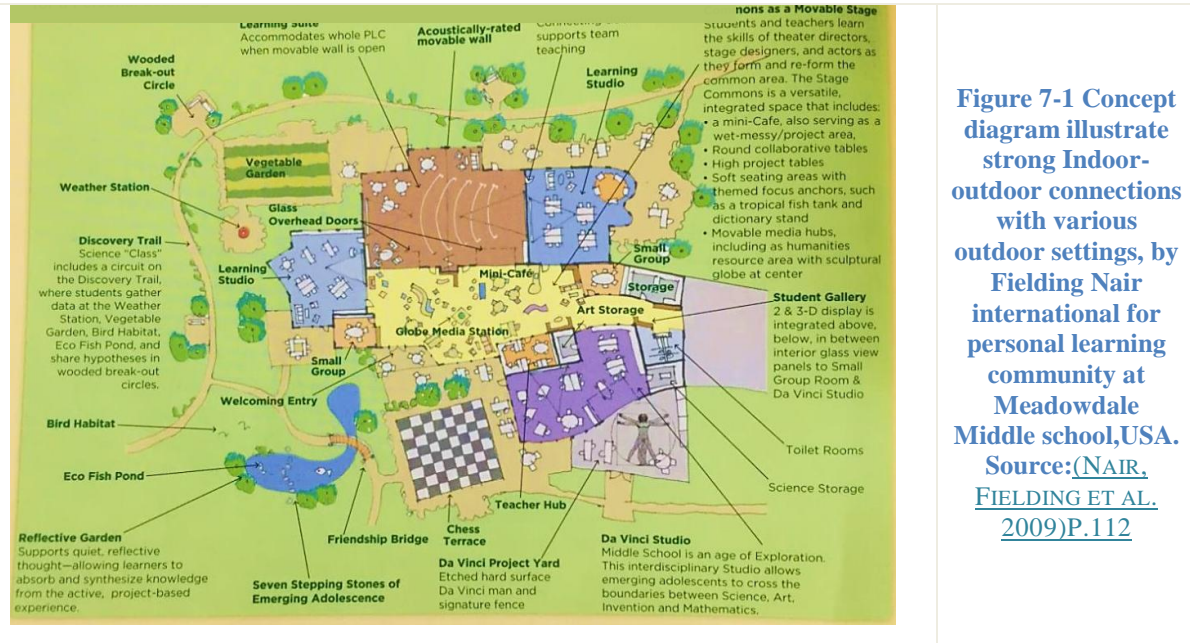 Learning Suite
Accommodates whole PLC
when movable wall is open
Acoustically-rated
movable wall
supports team
teaching
mons as a Movable Stage
Students and teachers learn
the skills of theater directors,
stage designers, and actors as
they form and re-form the
common area. The Stage
Commons is a versatile,
integrated space that includes:
• a mini-Cafe, also serving as a
wet-messy/project area,
• Round collaborative tables
• High project tables
• Soft seating areas with
themed focus anchors, such
as a tropical fish tank and
dictionary stand
• Movable media hubs,
including as humanities
resource area with sculptural
globe at center
Wooded
Break-out
Circle
Learning
Studio
Vegetable
Garden
Weather Station
Glass
Overhead Doors
Discovery Trail
Science "Class"
includes a circuit on
the Discovery Trail,
where students gather
data at the Weather
Station, Vegetable
Garden, Bird Habitat,
Eco Fish Pond, and
share hypotheses in
wooded break-out
circles.
Learning
Studio
Mini-Café
Small
Group
Storage
Art Storage
Globe Media Station
Student Gallery
2 & 3-D display is
integrated above,
below, in between
interior glass view
panels to Small
Group Room &
Da Vinci Studio
Small
Group
Welcoming Entry
Bird Habitat
Eco Fish Pond
Toilet Rooms
Science Storage
Teacher Hub
Reflective Garden
Supports quiet, reflective
thought—allowing learners to
absorb and synthesize knowledge
from the active, project-based
experience.
Friendship Bridge
Chess
Terrace
Seven Stepping Stones of
Emerging Adolescence
Da Vinci Project Yard
Etched hard surface
Da Vinci man and
signature fence
Da Vinci Studio
Middle School is an age of Exploration.
This interdisciplinary Studio allows
emerging adolescents to cross the
boundaries between Science, Art,
Invention and Mathematics.
Figure 7-1 Concept
diagram illustrate
strong Indoor-
outdoor connections
with various
outdoor settings, by
Fielding Nair
international for
personal learning
community at
Meadowdale
Middle school,USA.
Source:(NAIR,
FIELDING ET AL.
2009)P.112